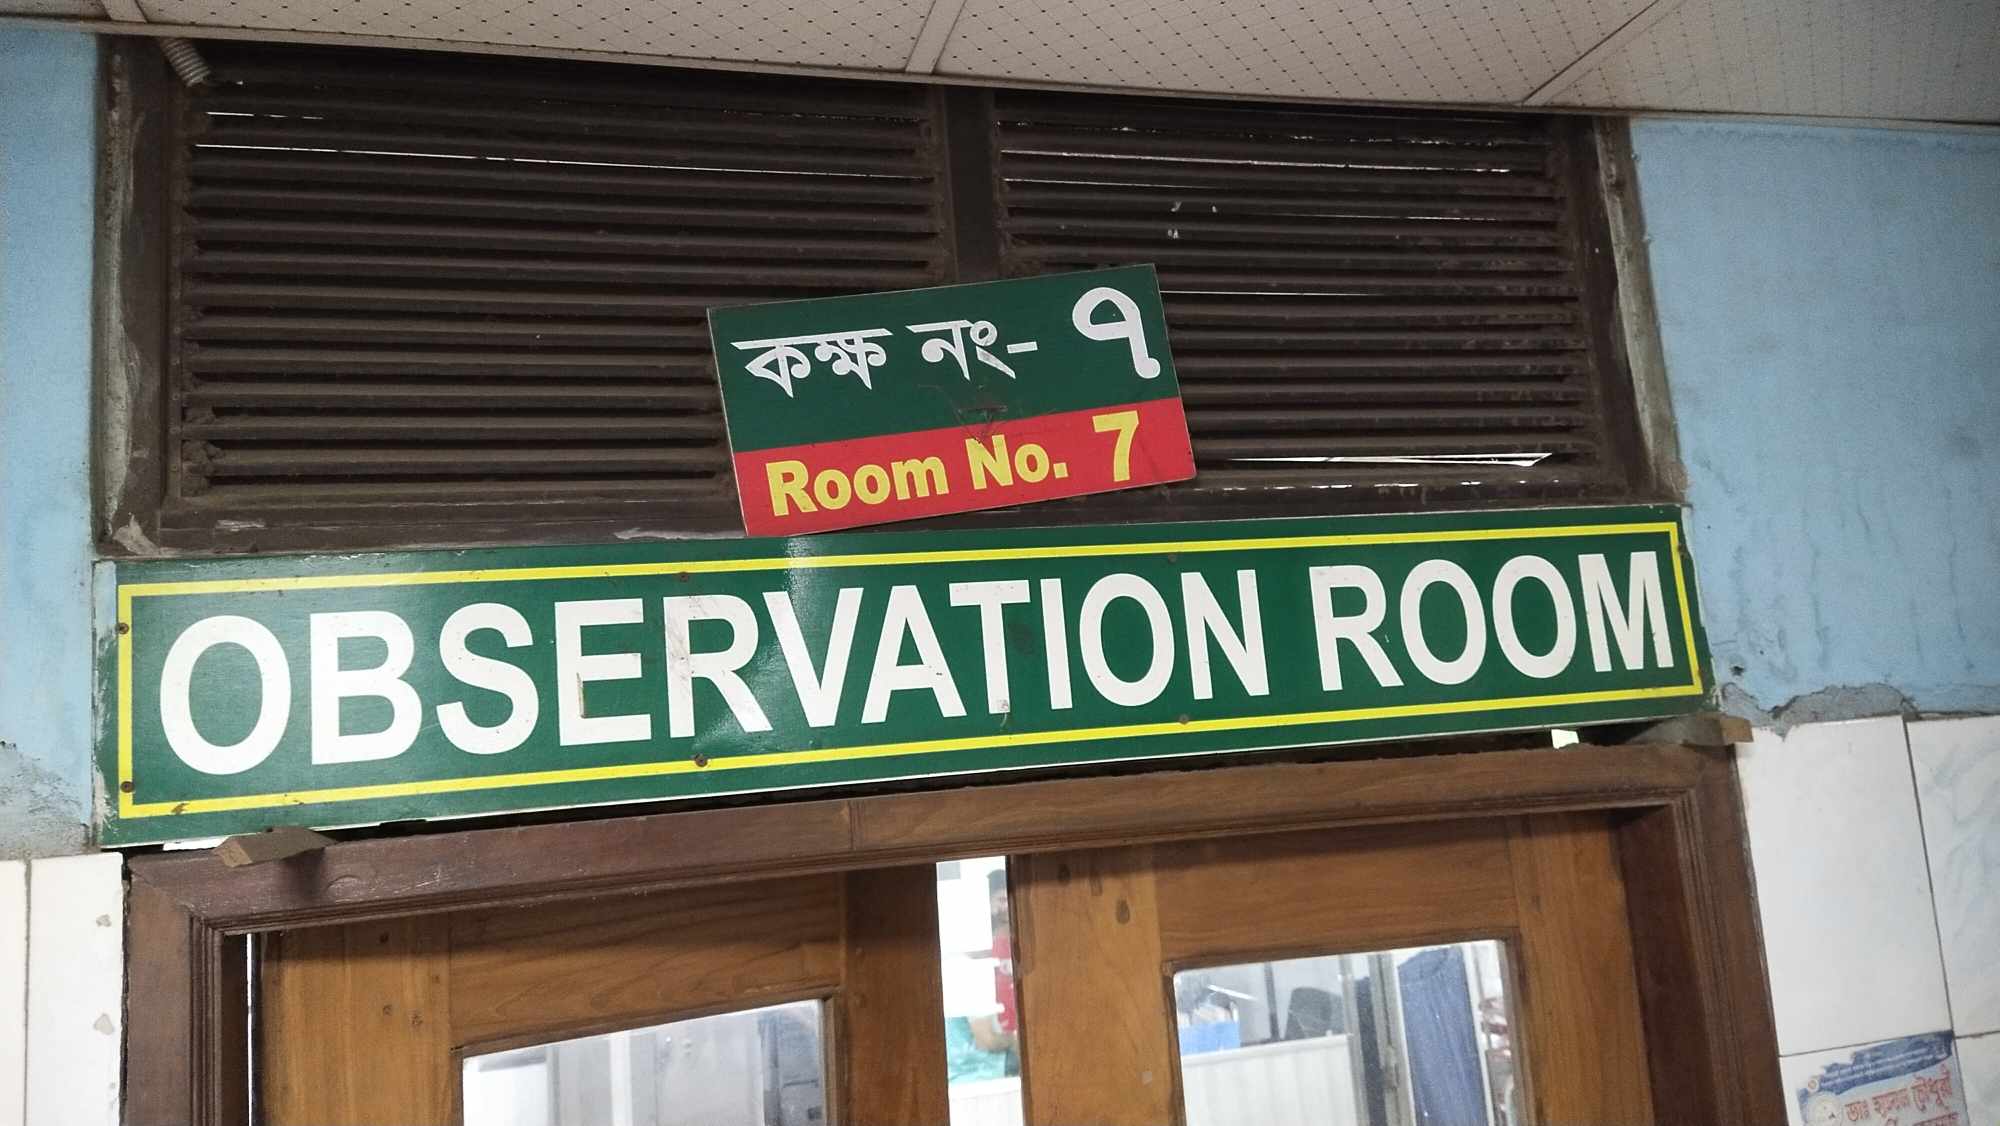 কক্ষ নং- ৭
Room No. 7
OBSERVATION ROOM
ডাঃ হাসান চৌধুরী